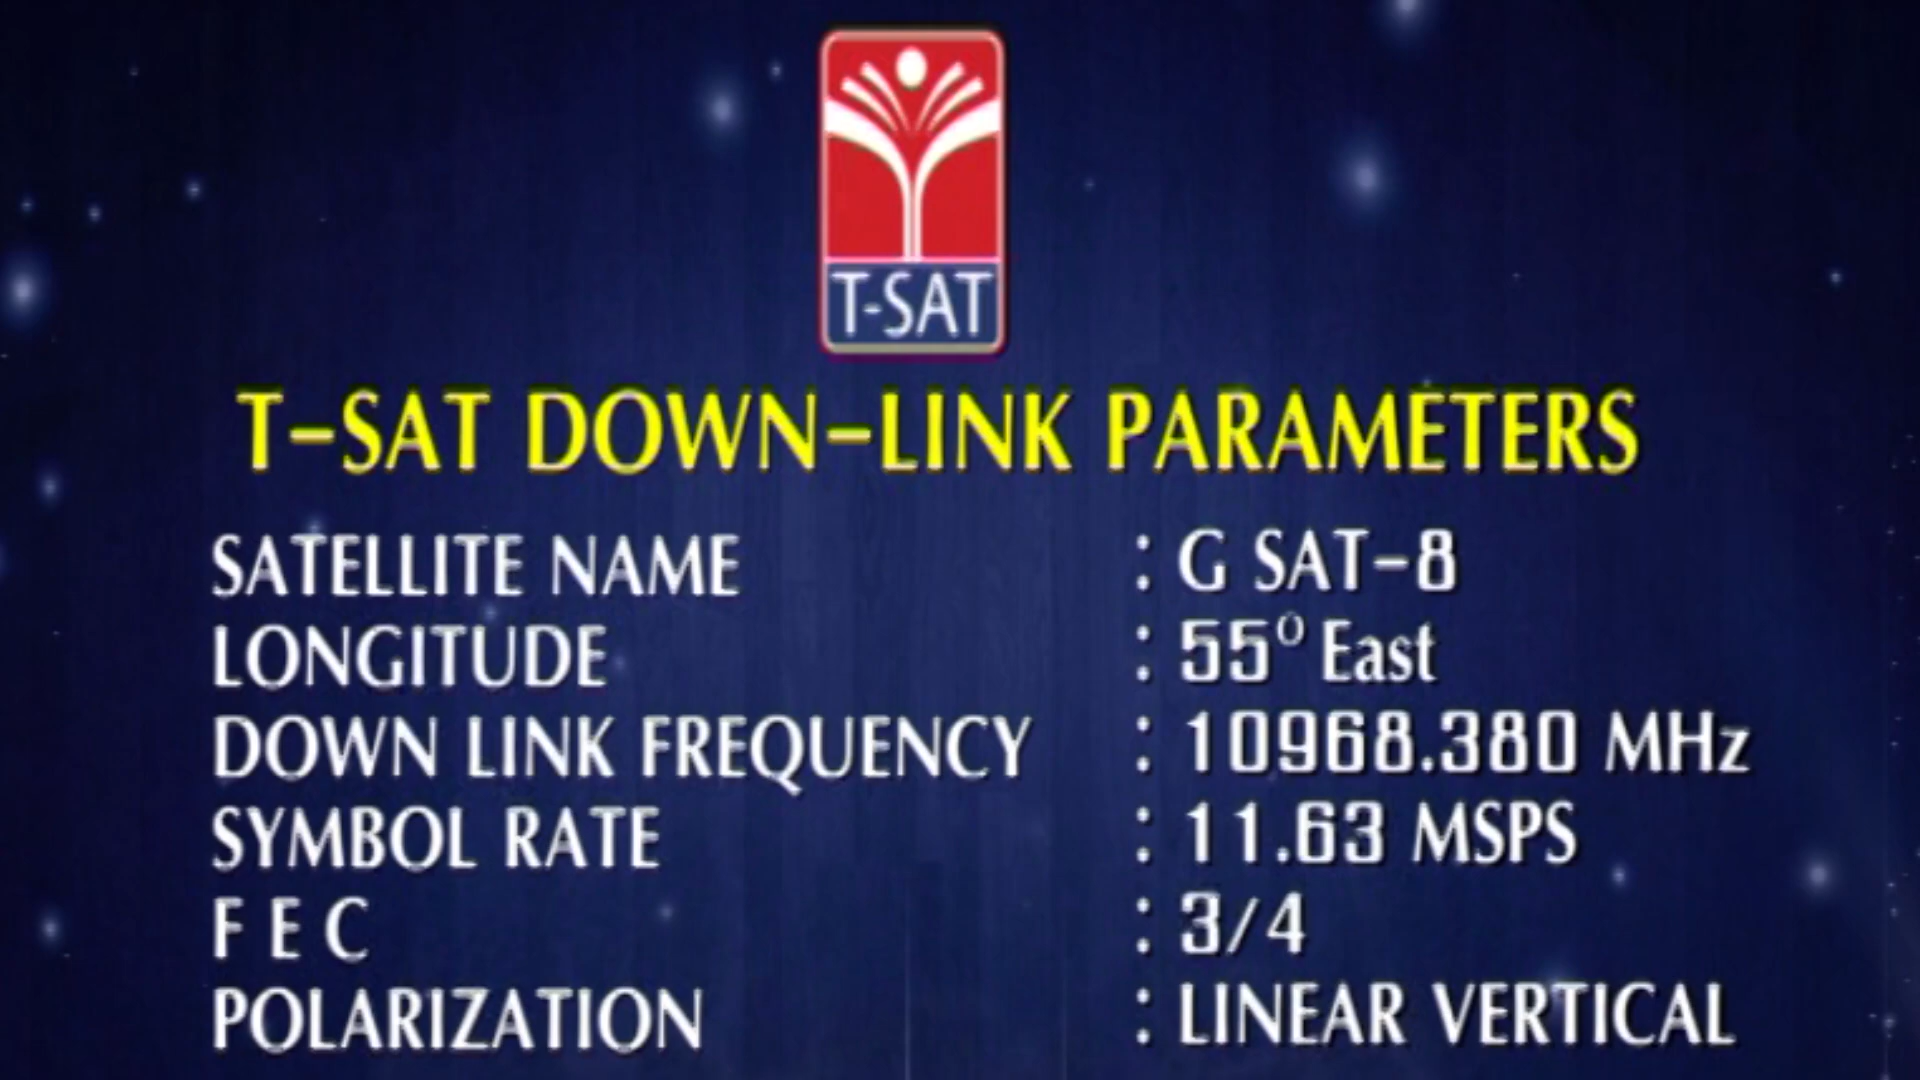 T-SAT
T-SAT DOWN-LINK PARAMETERS
SATELLITE NAME : G SAT-8
LONGITUDE : 55° East
DOWN LINK FREQUENCY : 10968.380 MHz
SYMBOL RATE : 11.63 MSPS
F E C : 3/4
POLARIZATION : LINEAR VERTICAL